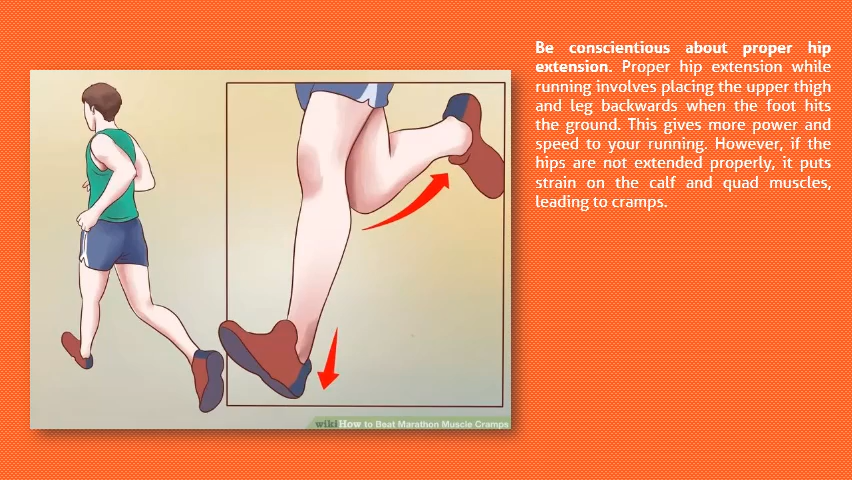 Be conscientious about proper hip
extension. Proper hip extension while
running involves placing the upper thigh
and leg backwards when the foot hits
the ground. This gives more power and
speed to your running. However, if the
hips are not extended properly, it puts
strain on the calf and quad muscles,
leading to cramps.
wikiHow to Beat Marathon Muscle Cramps